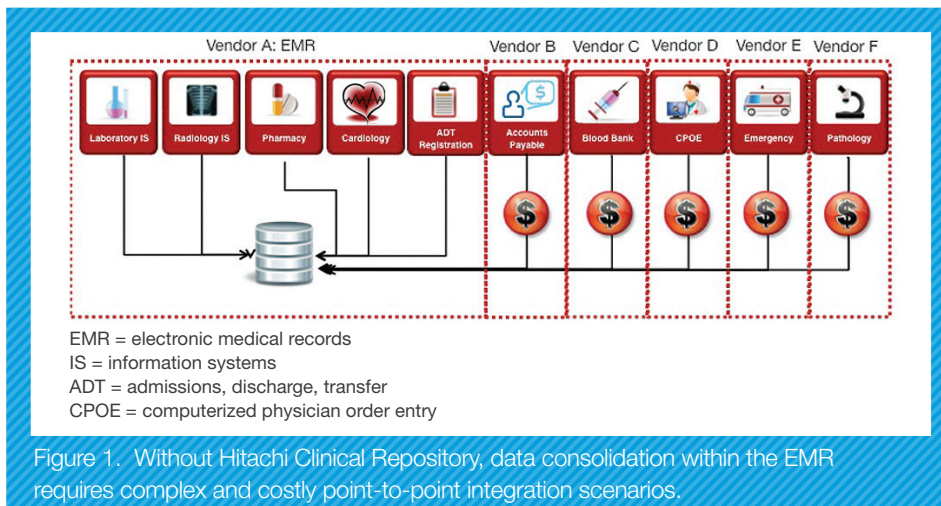 Vendor A: EMR
Vendor B
Vendor C
Vendor D
Vendor E
Vendor F
Laboratory IS
Radiology IS
Pharmacy
Cardiology
ADT
Registration
Accounts
Payable
Blood Bank
CPOE
Emergency
Pathology
$
$
$
$
$
$
EMR = electronic medical records
IS = information systems
ADT = admissions, discharge, transfer
CPOE = computerized physician order entry
Figure 1. Without Hitachi Clinical Repository, data consolidation within the EMR
requires complex and costly point-to-point integration scenarios.